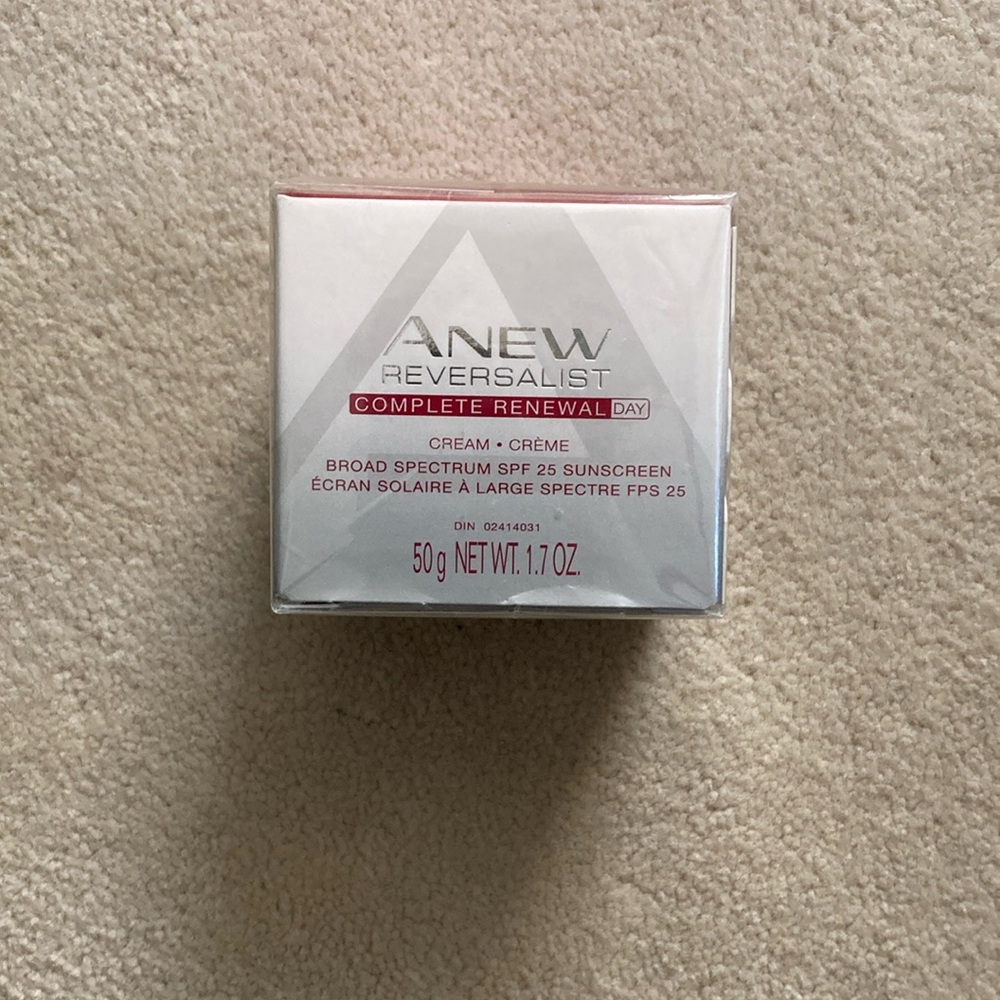 ANEW
REVERSALIST
COMPLETE RENEWAL DAY
CREAM • CRÈME
BROAD SPECTRUM SPF 25 SUNSCREEN
ÉCRAN SOLAIRE À LARGE SPECTRE FPS 25
DIN 02414031
50 g NET WT. 1.7 OZ.